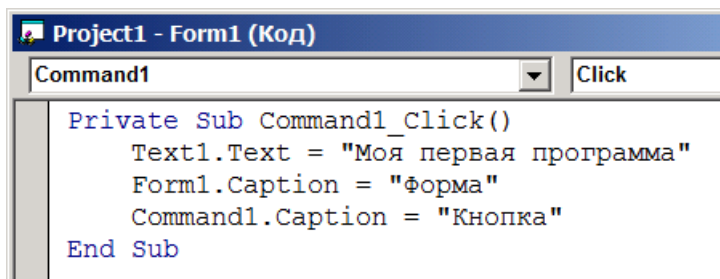 Project1 - Form1 (Код)
Command1 Click
Private Sub Command1_Click()
Text1.Text = "Моя первая программа"
Form1.Caption = "Форма"
Command1.Caption = "Кнопка"
End Sub